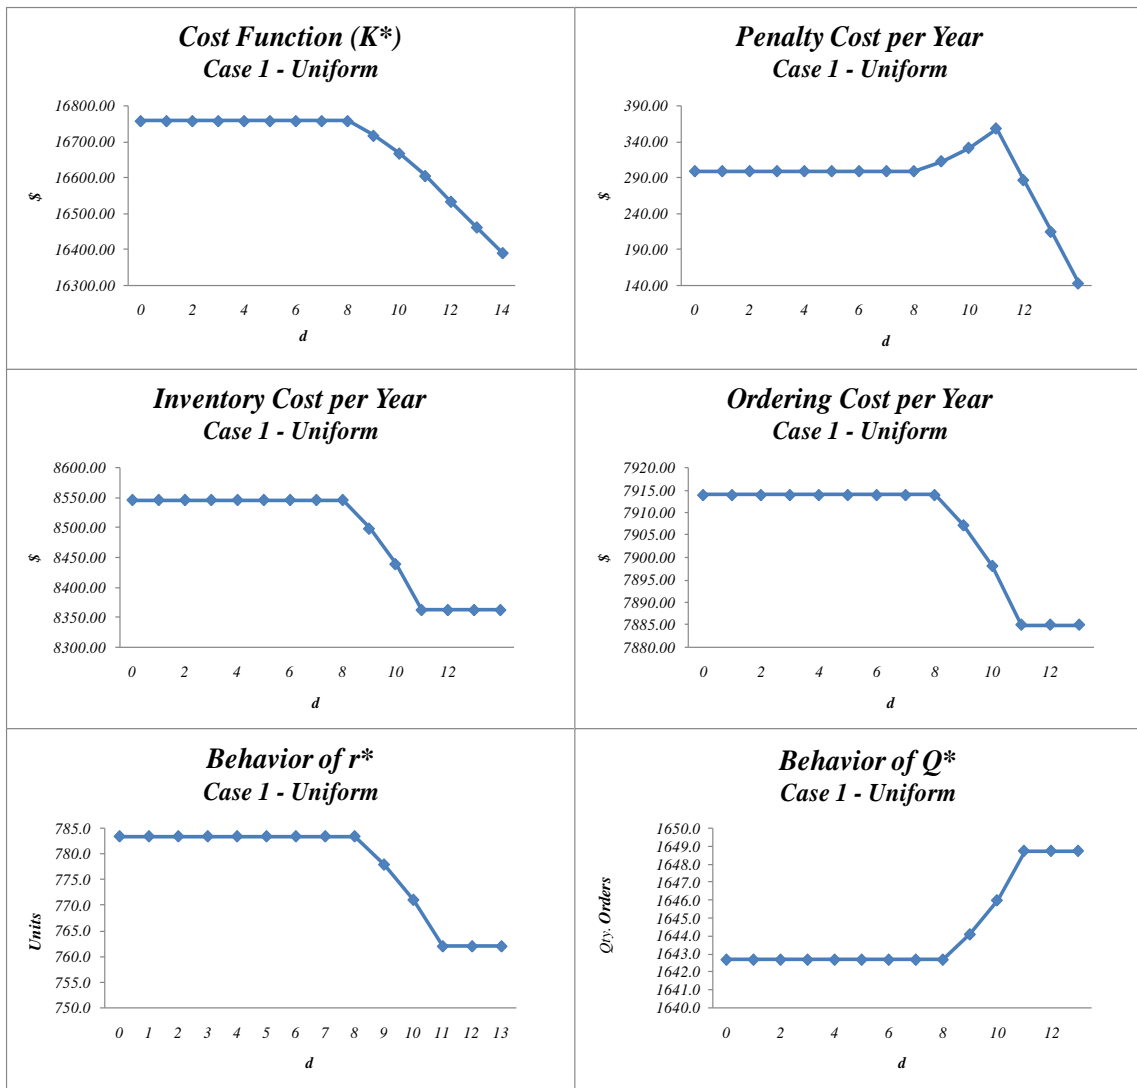 Cost Function (K*)
Case 1 - Uniform
16800.00
16700.00
16600.00
16500.00
16400.00
16300.00
$
0 2 4 6 8 10 12 14
d
Penalty Cost per Year
Case 1 - Uniform
390.00
340.00
290.00
240.00
190.00
140.00
$
0 2 4 6 8 10 12
d
Inventory Cost per Year
Case 1 - Uniform
8600.00
8550.00
8500.00
8450.00
8400.00
8350.00
8300.00
$
0 2 4 6 8 10 12
d
Ordering Cost per Year
Case 1 - Uniform
7920.00
7915.00
7910.00
7905.00
7900.00
7895.00
7890.00
7885.00
7880.00
$
0 2 4 6 8 10 12
d
Behavior of r*
Case 1 - Uniform
785.0
780.0
775.0
770.0
765.0
760.0
755.0
750.0
Units
0 1 2 3 4 5 6 7 8 9 10 11 12 13
d
Behavior of Q*
Case 1 - Uniform
1650.0
1649.0
1648.0
1647.0
1646.0
1645.0
1644.0
1643.0
1642.0
1641.0
1640.0
Qty. Orders
0 2 4 6 8 10 12
d